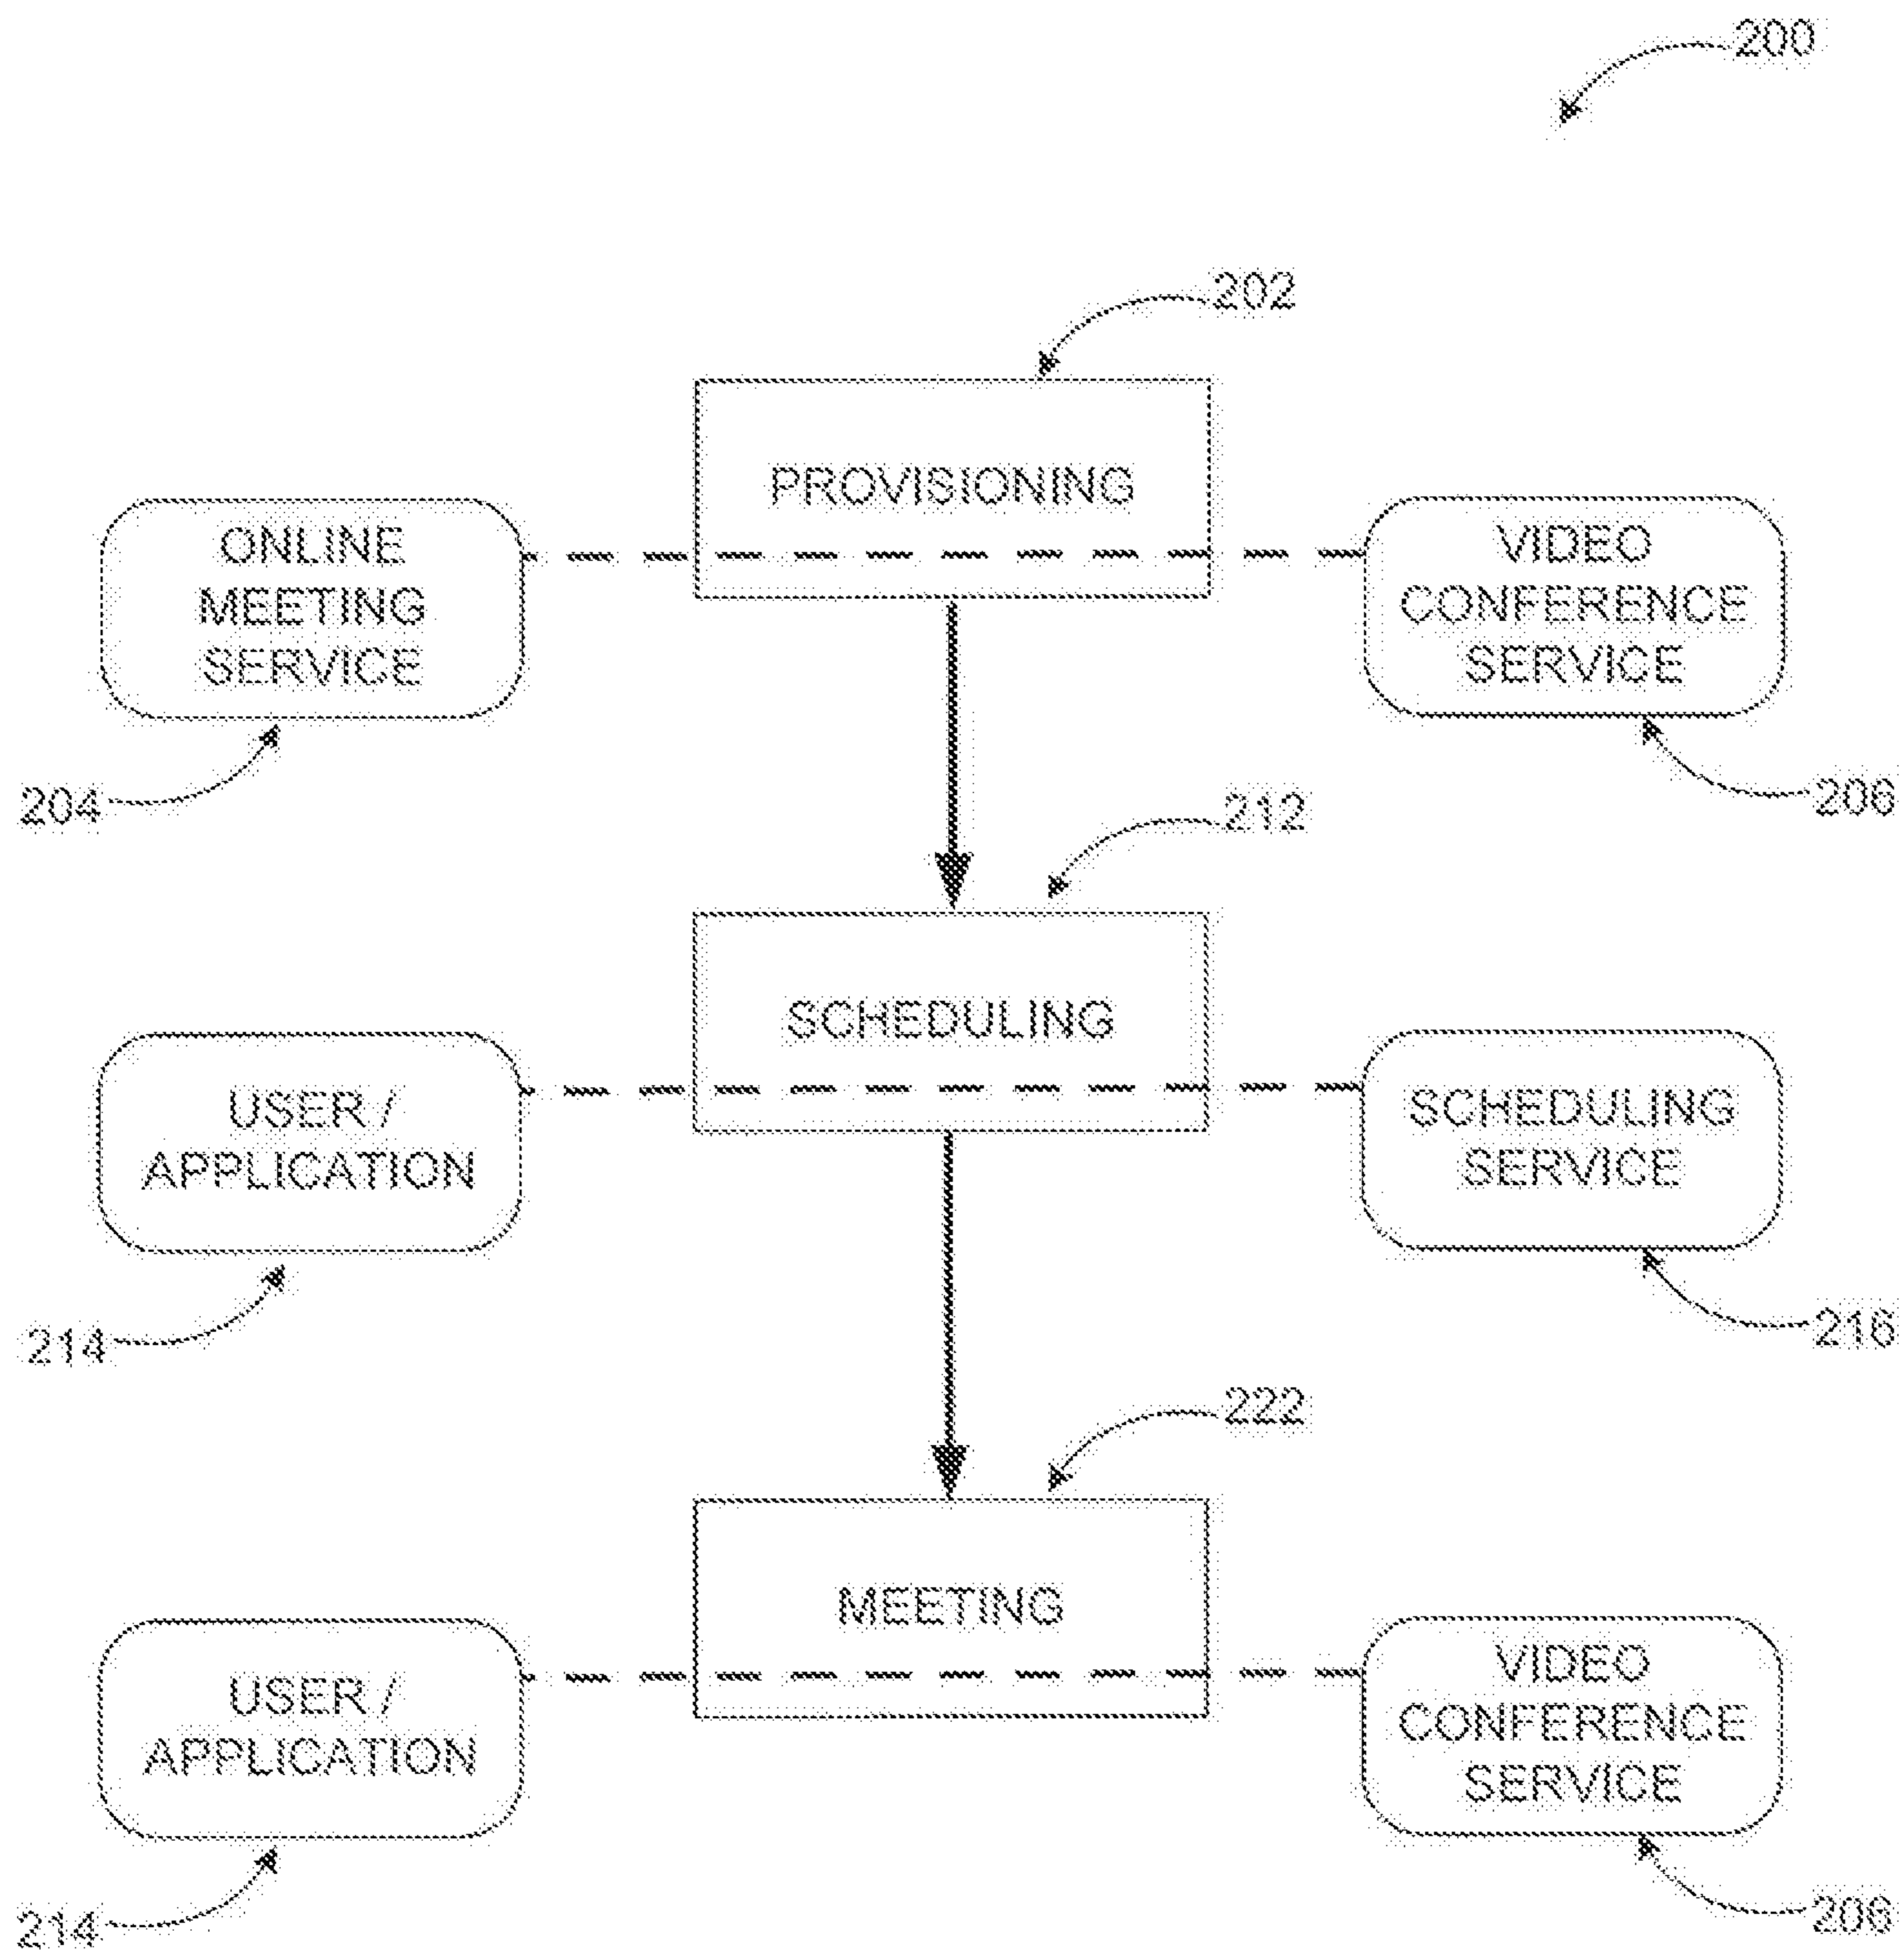 200
202
PROVISIONING
ONLINE
MEETING
SERVICE
VIDEO
CONFERENCE
SERVICE
204
206
212
SCHEDULING
USER /
APPLICATION
SCHEDULING
SERVICE
214
216
222
MEETING
USER /
APPLICATION
VIDEO
CONFERENCE
SERVICE
214
206